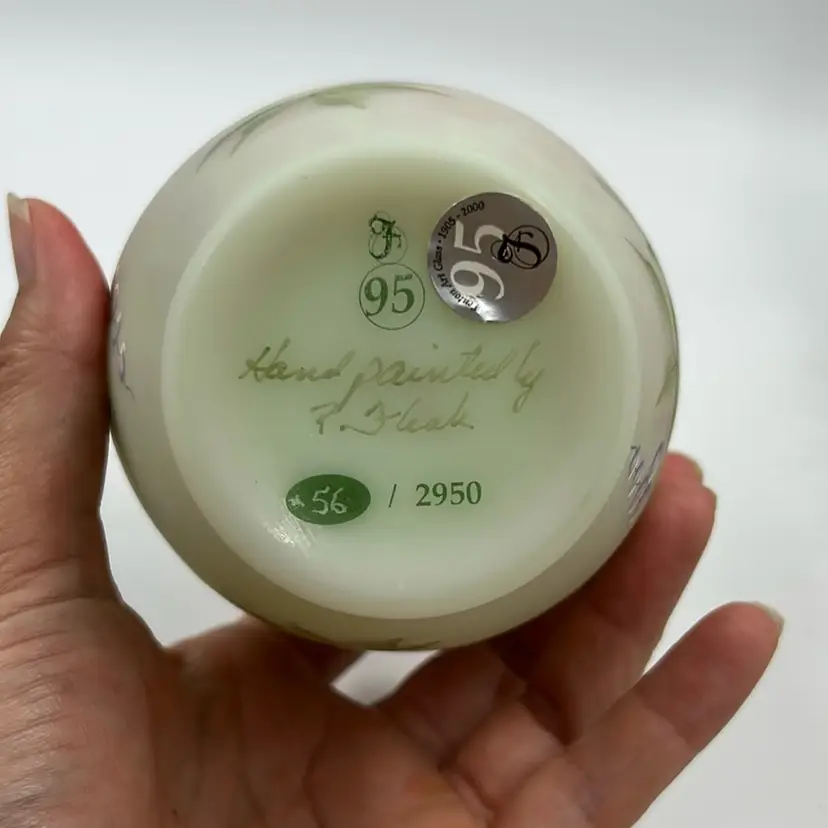 F
95
Fenton Art Glass • 1905 - 2000
95
F
Hand painted by
56 / 2950